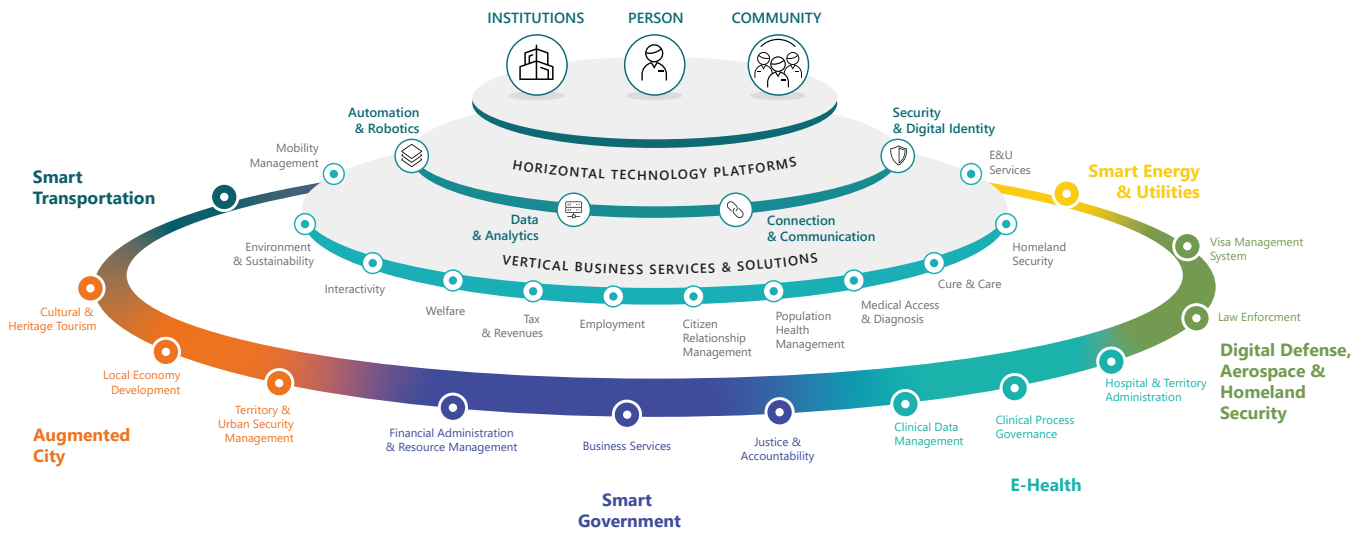 INSTITUTIONS
PERSON
COMMUNITY
Automation
& Robotics
Security
& Digital Identity
HORIZONTAL TECHNOLOGY PLATFORMS
Data
& Analytics
Connection
& Communication
VERTICAL BUSINESS SERVICES & SOLUTIONS
Mobility
Management
E&U
Services
Environment
& Sustainability
Interactivity
Welfare
Tax
& Revenues
Employment
Citizen
Relationship
Management
Population
Health
Management
Medical Access
& Diagnosis
Cure & Care
Homeland
Security
Smart
Transportation
Smart Energy
& Utilities
Visa Management
System
Law Enforcment
Digital Defense,
Aerospace &
Homeland
Security
Cultural &
Heritage Tourism
Local Economy
Development
Territory &
Urban Security
Management
Augmented
City
Financial Administration
& Resource Management
Business Services
Justice &
Accountability
Smart
Government
Clinical Data
Management
Clinical Process
Governance
Hospital & Territory
Administration
E-Health